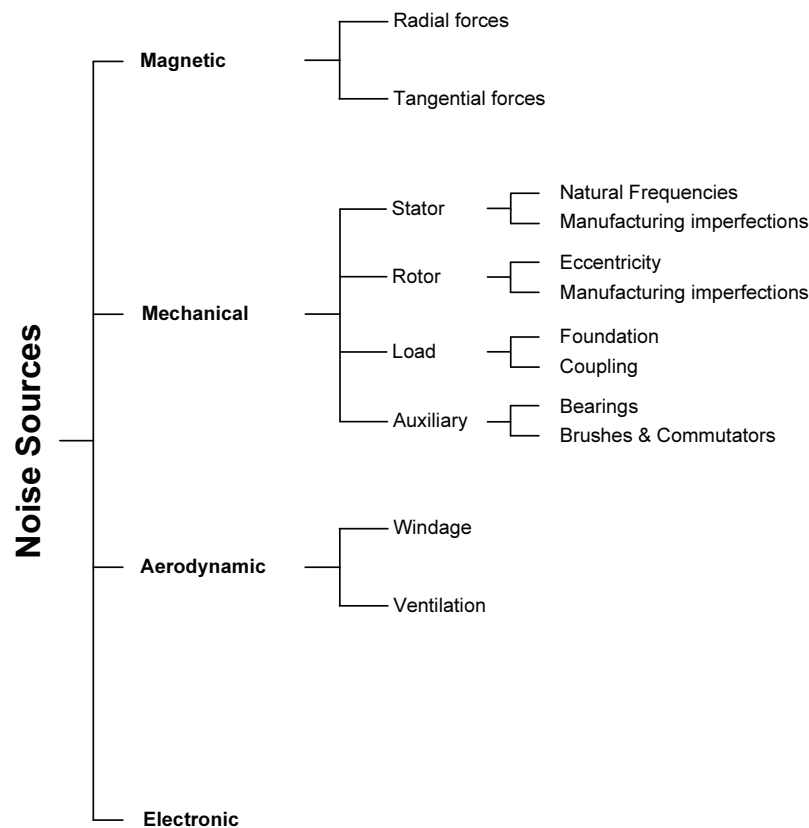 Noise Sources
Magnetic
Radial forces
Tangential forces
Mechanical
Stator
Natural Frequencies
Manufacturing imperfections
Rotor
Eccentricity
Manufacturing imperfections
Load
Foundation
Coupling
Auxiliary
Bearings
Brushes & Commutators
Aerodynamic
Windage
Ventilation
Electronic